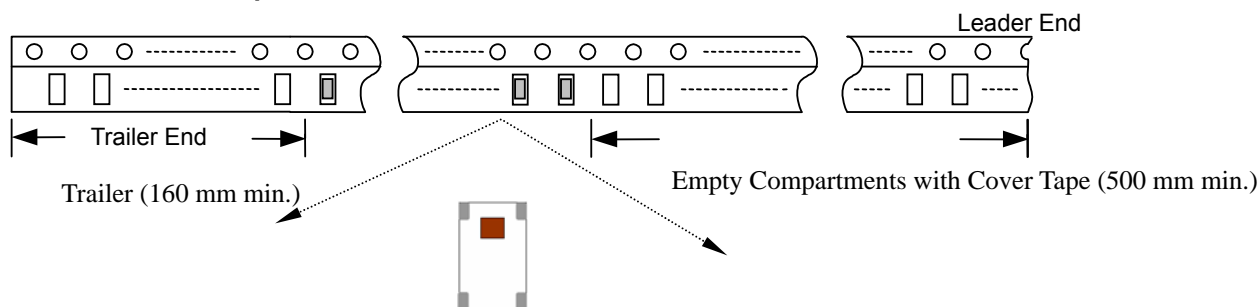 Leader End
Trailer End
Trailer (160 mm min.)
Empty Compartments with Cover Tape (500 mm min.)